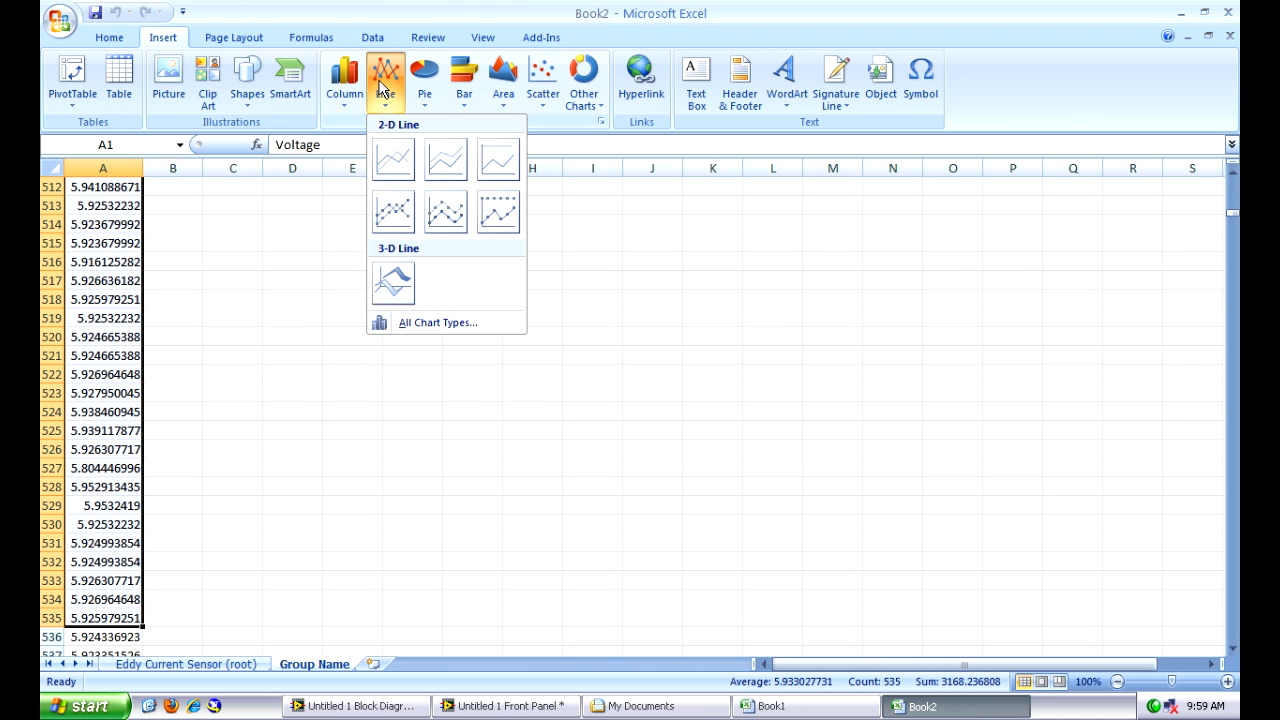 Book2 - Microsoft Excel
Home Insert Page Layout Formulas Data Review View Add-Ins
PivotTable Table Picture Clip Art Shapes SmartArt Column Line Pie Bar Area Scatter Other Charts Hyperlink Text Box Header & Footer WordArt Signature Line Object Symbol
Tables Illustrations Links Text
A1 fx Voltage
2-D Line
3-D Line
All Chart Types...
A B C D E H I J K L M N O P Q R S
512 5.941088671
513 5.92532232
514 5.923679992
515 5.923679992
516 5.916125282
517 5.926636182
518 5.925979251
519 5.92532232
520 5.924665388
521 5.924665388
522 5.926964648
523 5.927950045
524 5.938460945
525 5.939117877
526 5.926307717
527 5.804446996
528 5.952913435
529 5.9532419
530 5.92532232
531 5.924993854
532 5.924993854
533 5.926307717
534 5.926964648
535 5.925979251
536 5.924336923
537 5.923351526
Eddy Current Sensor (root) Group Name
Ready Average: 5.933027731 Count: 535 Sum: 3168.236808 100%
start Untitled 1 Block Diagr... Untitled 1 Front Panel * My Documents Book1 Book2 9:59 AM